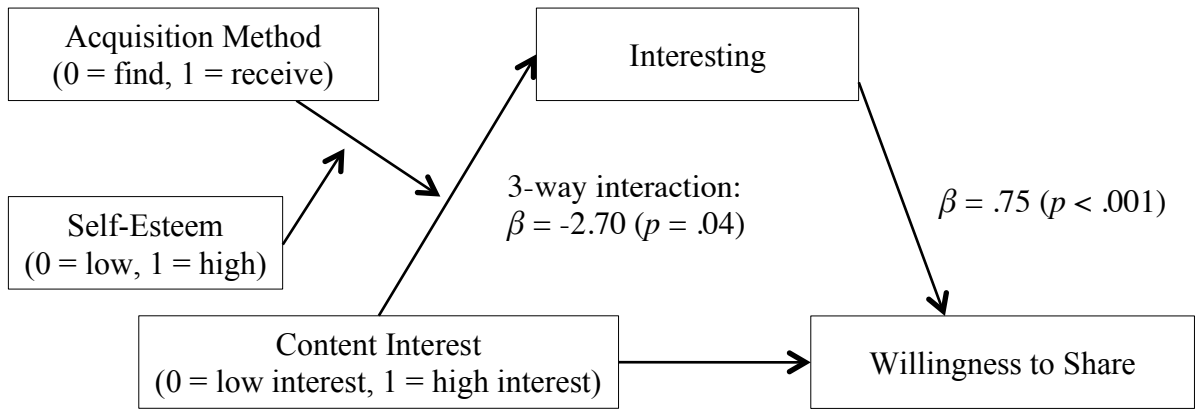 Acquisition Method
(0 = find, 1 = receive)
Interesting
3-way interaction:
β = -2.70 (p = .04)
β = .75 (p < .001)
Self-Esteem
(0 = low, 1 = high)
Content Interest
(0 = low interest, 1 = high interest)
Willingness to Share